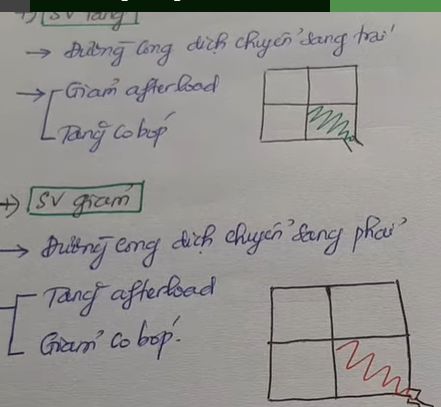 +) SV tăng
→ Đường cong dịch chuyển sang trái
→ Giảm afterload
Tăng co bóp
+) SV giảm
→ Đường cong dịch chuyển sang phải
Tăng afterload
Giảm co bóp.